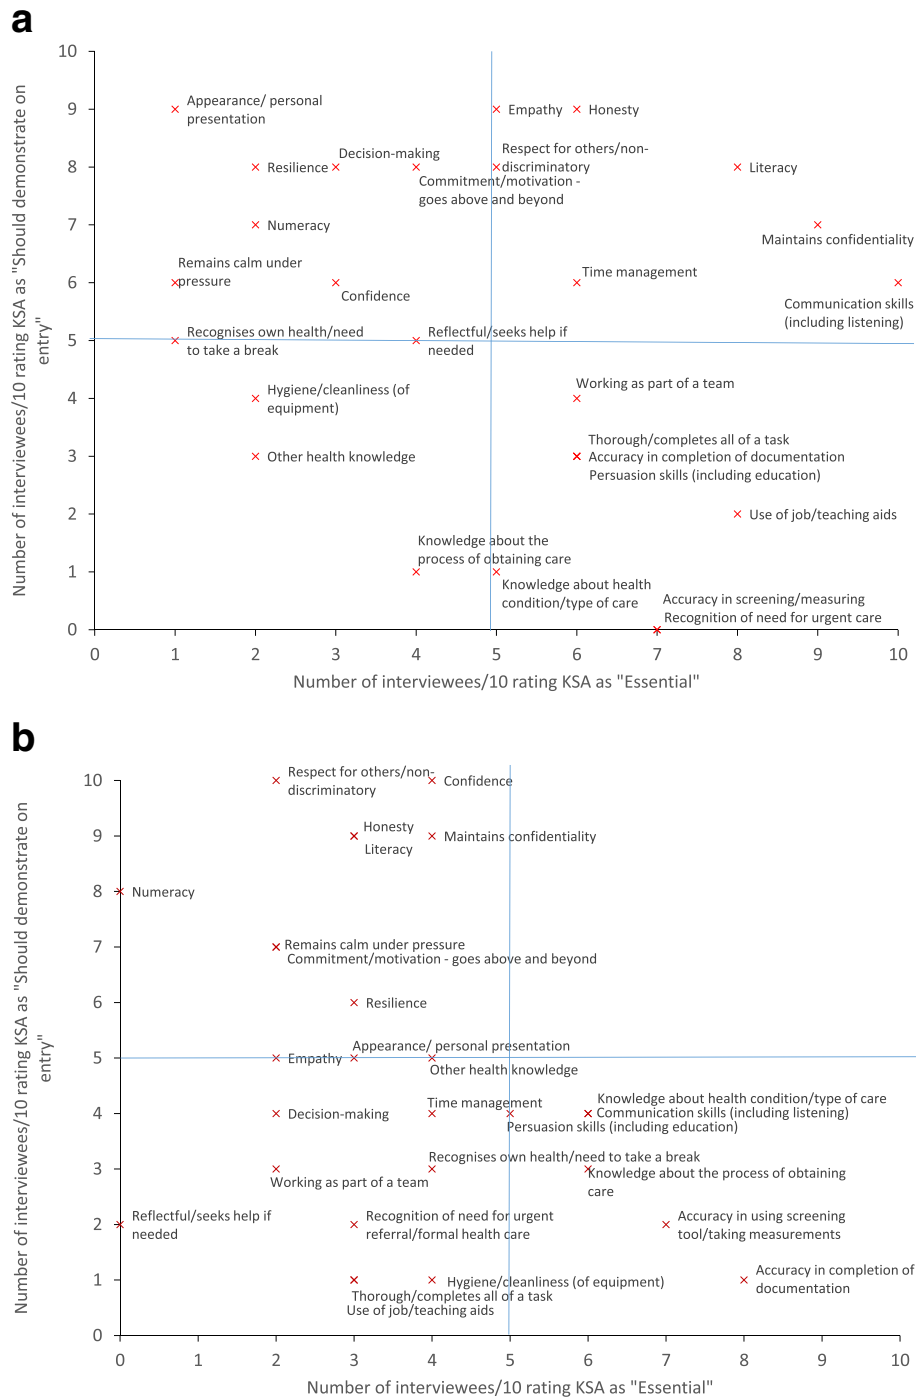 a
10
9
8
7
6
5
4
3
2
1
0
0 1 2 3 4 5 6 7 8 9 10
Number of interviewees/10 rating KSA as "Should demonstrate on
entry"
Number of interviewees/10 rating KSA as "Essential"
Appearance/ personal
presentation
Empathy
Honesty
Resilience
Decision-making
Commitment/motivation -
goes above and beyond
Respect for others/non-
discriminatory
Literacy
Numeracy
Maintains confidentiality
Remains calm under
pressure
Confidence
Time management
Communication skills
(including listening)
Recognises own health/need
to take a break
Reflectful/seeks help if
needed
Hygiene/cleanliness (of
equipment)
Working as part of a team
Other health knowledge
Thorough/completes all of a task
Accuracy in completion of documentation
Persuasion skills (including education)
Use of job/teaching aids
Knowledge about the
process of obtaining care
Knowledge about health
condition/type of care
Accuracy in screening/measuring
Recognition of need for urgent care
b
10
9
8
7
6
5
4
3
2
1
0
0 1 2 3 4 5 6 7 8 9 10
Number of interviewees/10 rating KSA as "Should demonstrate on
entry"
Number of interviewees/10 rating KSA as "Essential"
Respect for others/non-
discriminatory
Confidence
Honesty
Literacy
Maintains confidentiality
Numeracy
Remains calm under pressure
Commitment/motivation - goes above and beyond
Resilience
Empathy
Appearance/ personal presentation
Other health knowledge
Decision-making
Time management
Persuasion skills (including education)
Knowledge about health condition/type of care
Communication skills (including listening)
Working as part of a team
Recognises own health/need to take a break
Knowledge about the process of obtaining
care
Reflectful/seeks help if
needed
Recognition of need for urgent
referral/formal health care
Accuracy in using screening
tool/taking measurements
Thorough/completes all of a task
Use of job/teaching aids
Hygiene/cleanliness (of equipment)
Accuracy in completion of
documentation